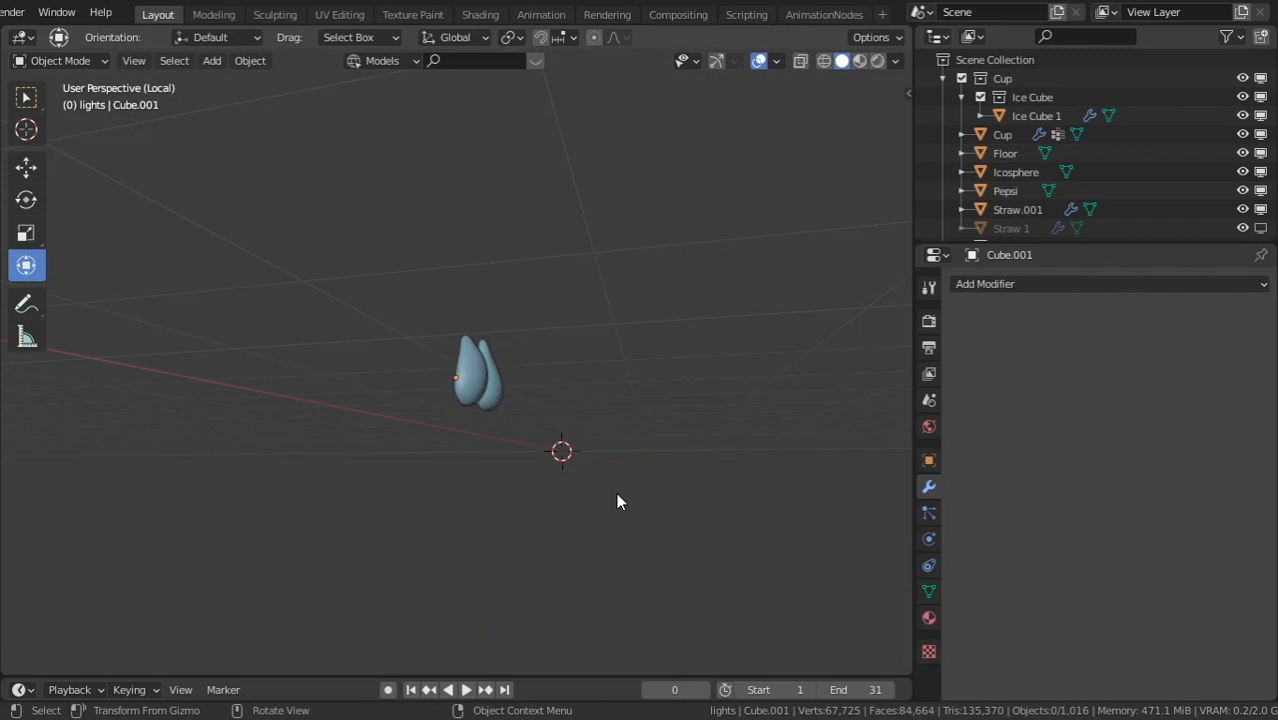 ender Window Help Layout Modeling Sculpting UV Editing Texture Paint Shading Animation Rendering Compositing Scripting AnimationNodes + Scene View Layer
Orientation: Default Drag: Select Box Global Options
Object Mode View Select Add Object Models
User Perspective (Local)
(0) lights | Cube.001
Scene Collection
Cup
Ice Cube
Ice Cube 1
Cup
Floor
Icosphere
Pepsi
Straw.001
Straw 1
Cube.001
Add Modifier
Playback Keying View Marker 0 Start 1 End 31
Select Transform From Gizmo Rotate View Object Context Menu lights | Cube.001 | Verts:67,725 | Faces:84,664 | Tris:135,370 | Objects:0/1,016 | Memory: 471.1 MiB | VRAM: 0.2/2.0 G